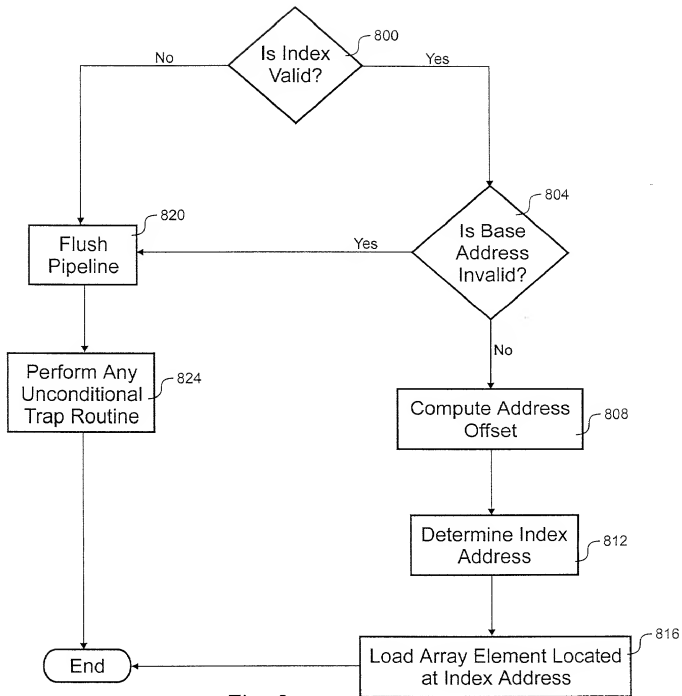 800
Is Index
Valid?
No
Yes
804
820
Is Base
Address
Invalid?
Flush
Pipeline
Yes
No
Perform Any
Unconditional
Trap Routine
824
Compute Address
Offset
808
Determine Index
Address
812
816
Load Array Element Located
at Index Address
End